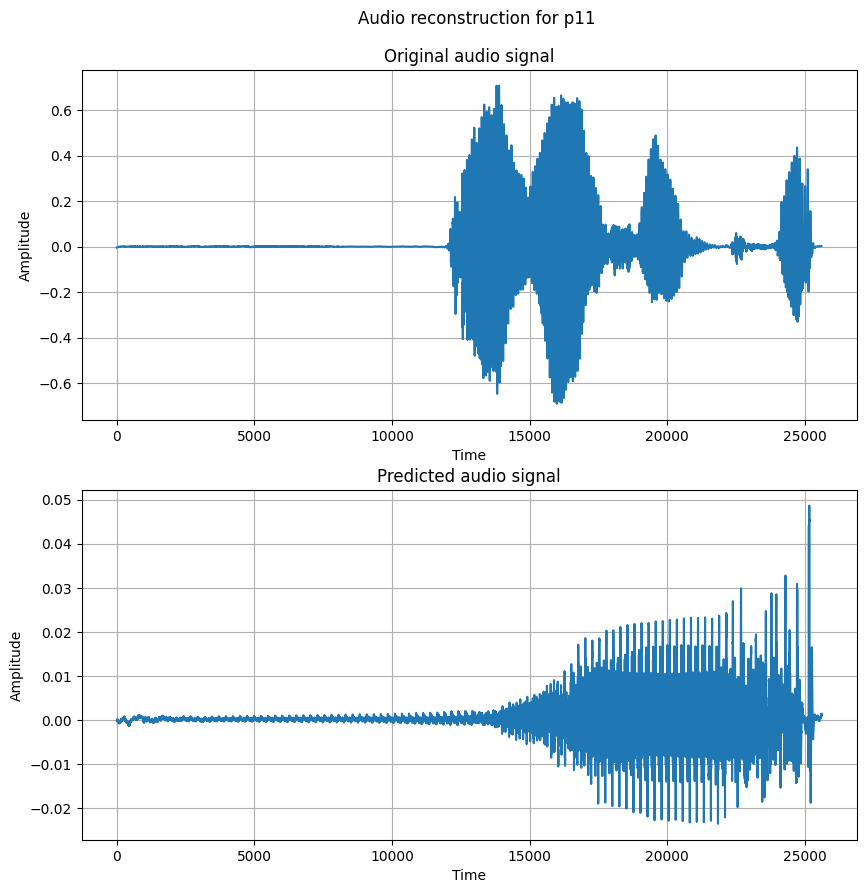 Audio reconstruction for p11
Original audio signal
0.6
0.4
0.2
0.0
−0.2
−0.4
−0.6
Amplitude
0 5000 10000 15000 20000 25000
Time
Predicted audio signal
0.05
0.04
0.03
0.02
0.01
0.00
−0.01
−0.02
Amplitude
0 5000 10000 15000 20000 25000
Time